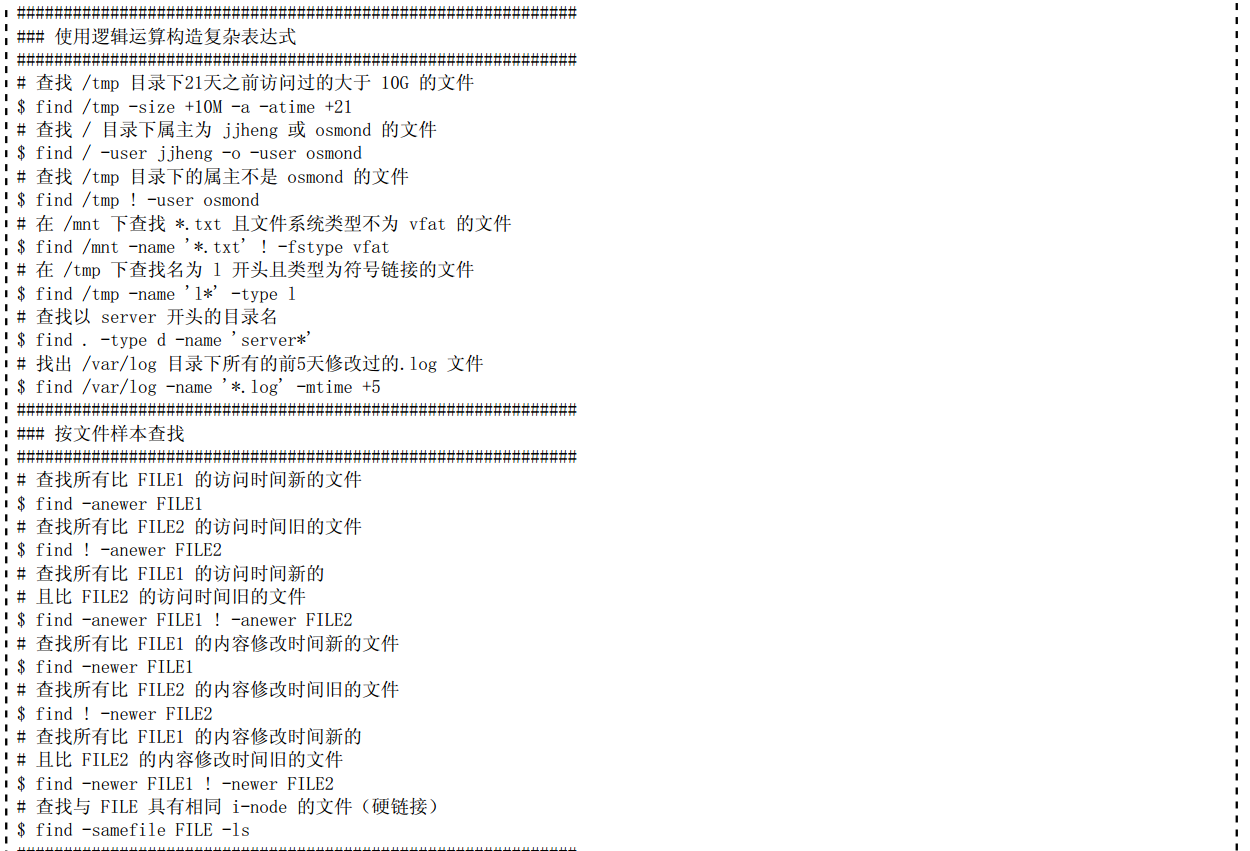 ############################################################
### 使用逻辑运算构造复杂表达式
############################################################
# 查找 /tmp 目录下21天之前访问过的大于 10G 的文件
$ find /tmp -size +10M -a -atime +21
# 查找 / 目录下属主为 jjheng 或 osmond 的文件
$ find / -user jjheng -o -user osmond
# 查找 /tmp 目录下的属主不是 osmond 的文件
$ find /tmp ! -user osmond
# 在 /mnt 下查找 *.txt 且文件系统类型不为 vfat 的文件
$ find /mnt -name '*.txt' ! -fstype vfat
# 在 /tmp 下查找名为 l 开头且类型为符号链接的文件
$ find /tmp -name 'l*' -type l
# 查找以 server 开头的目录名
$ find . -type d -name 'server*'
# 找出 /var/log 目录下所有的前5天修改过的.log 文件
$ find /var/log -name '*.log' -mtime +5
############################################################
### 按文件样本查找
############################################################
# 查找所有比 FILE1 的访问时间新的文件
$ find -anewer FILE1
# 查找所有比 FILE2 的访问时间旧的文件
$ find ! -anewer FILE2
# 查找所有比 FILE1 的访问时间新的
# 且比 FILE2 的访问时间旧的文件
$ find -anewer FILE1 ! -anewer FILE2
# 查找所有比 FILE1 的内容修改时间新的文件
$ find -newer FILE1
# 查找所有比 FILE2 的内容修改时间旧的文件
$ find ! -newer FILE2
# 查找所有比 FILE1 的内容修改时间新的
# 且比 FILE2 的内容修改时间旧的文件
$ find -newer FILE1 ! -newer FILE2
# 查找与 FILE 具有相同 i-node 的文件（硬链接）
$ find -samefile FILE -ls
############################################################